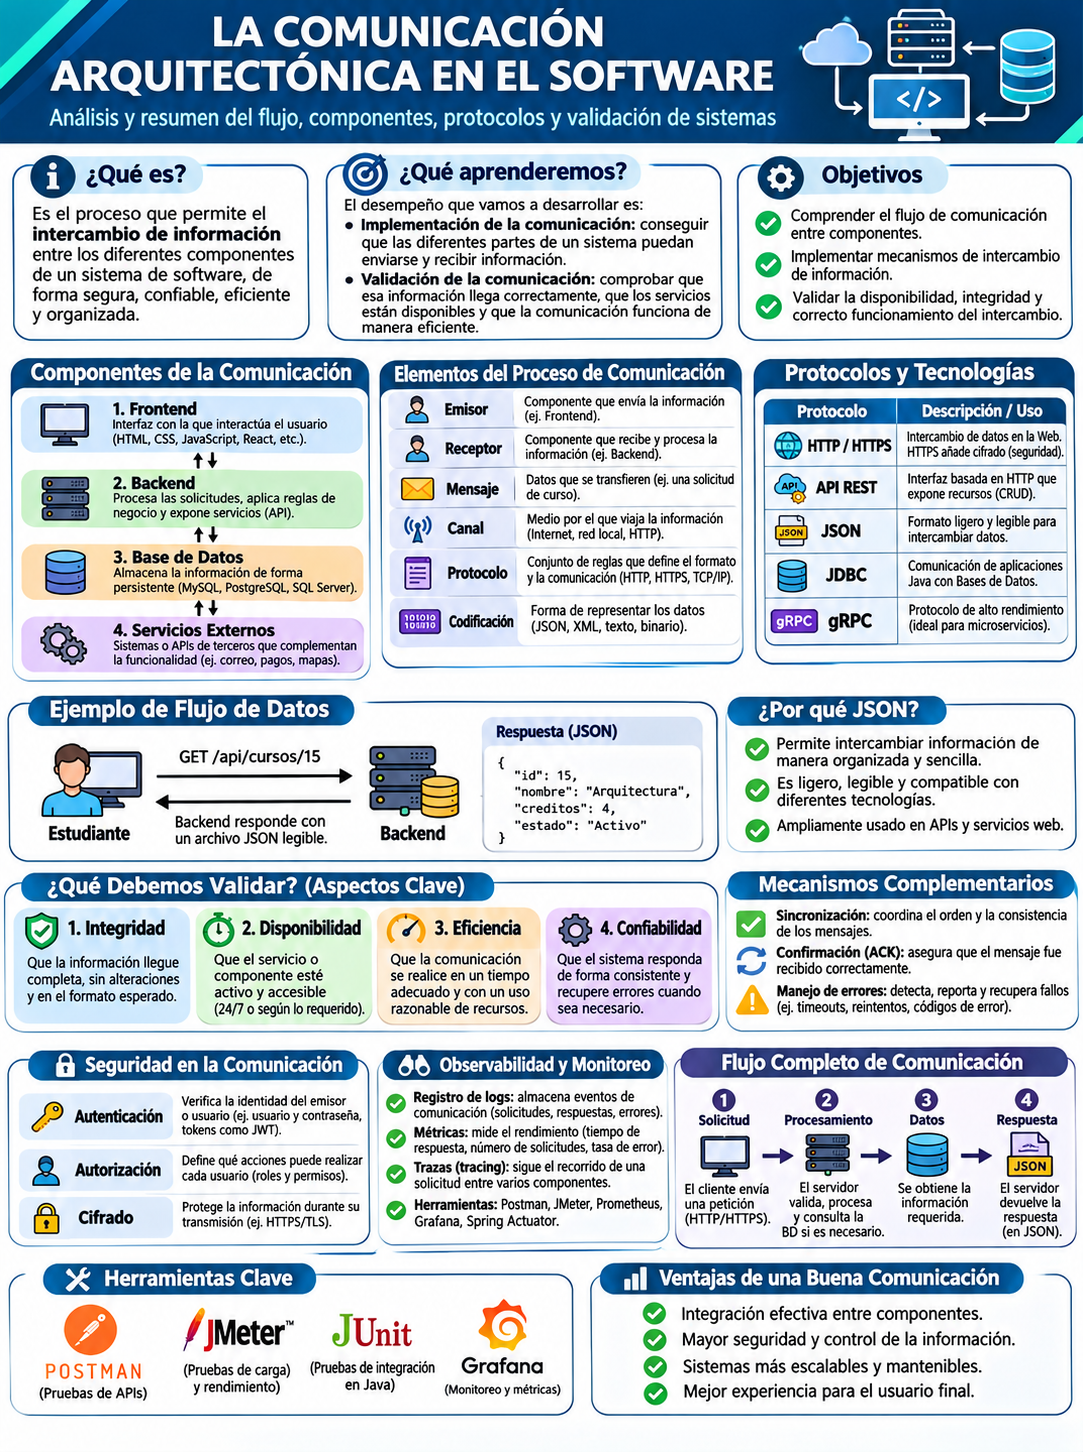 LA COMUNICACIÓN
ARQUITECTÓNICA EN EL SOFTWARE
Análisis y resumen del flujo, componentes, protocolos y validación de sistemas
</>
¿Qué es?
Es el proceso que permite el
intercambio de información
entre los diferentes componentes
de un sistema de software, de
forma segura, confiable, eficiente
y organizada.
¿Qué aprenderemos?
El desempeño que vamos a desarrollar es:
• Implementación de la comunicación: conseguir
que las diferentes partes de un sistema puedan
enviarse y recibir información.
• Validación de la comunicación: comprobar que
esa información llega correctamente, que los servicios
están disponibles y que la comunicación funciona de
manera eficiente.
Objetivos
Comprender el flujo de comunicación
entre componentes.
Implementar mecanismos de intercambio
de información.
Validar la disponibilidad, integridad y
correcto funcionamiento del intercambio.
Componentes de la Comunicación
1. Frontend
Interfaz con la que interactúa el usuario
(HTML, CSS, JavaScript, React, etc.).
2. Backend
Procesa las solicitudes, aplica reglas de
negocio y expone servicios (API).
3. Base de Datos
Almacena la información de forma
persistente (MySQL, PostgreSQL, SQL Server).
4. Servicios Externos
Sistemas o APIs de terceros que complementan
la funcionalidad (ej. correo, pagos, mapas).
Elementos del Proceso de Comunicación
Emisor
Componente que envía la información
(ej. Frontend).
Receptor
Componente que recibe y procesa la
información (ej. Backend).
Mensaje
Datos que se transfieren (ej. una solicitud
de curso).
Canal
Medio por el que viaja la información
(Internet, red local, HTTP).
Protocolo
Conjunto de reglas que define el formato
y la comunicación (HTTP, HTTPS, TCP/IP).
Codificación
Forma de representar los datos
(JSON, XML, texto, binario).
Protocolos y Tecnologías
Protocolo
Descripción / Uso
HTTP / HTTPS
Intercambio de datos en la Web.
HTTPS añade cifrado (seguridad).
API
API REST
Interfaz basada en HTTP que
expone recursos (CRUD).
JSON
JSON
Formato ligero y legible para
intercambiar datos.
JDBC
Comunicación de aplicaciones
Java con Bases de Datos.
gRPC
gRPC
Protocolo de alto rendimiento
(ideal para microservicios).
Ejemplo de Flujo de Datos
Estudiante
GET /api/cursos/15
Backend responde con
un archivo JSON legible.
Backend
Respuesta (JSON)
{
"id": 15,
"nombre": "Arquitectura",
"creditos": 4,
"estado": "Activo"
}
¿Por qué JSON?
Permite intercambiar información de
manera organizada y sencilla.
Es ligero, legible y compatible con
diferentes tecnologías.
Ampliamente usado en APIs y servicios web.
¿Qué Debemos Validar? (Aspectos Clave)
1. Integridad
Que la información llegue
completa, sin alteraciones
y en el formato esperado.
2. Disponibilidad
Que el servicio o
componente esté
activo y accesible
(24/7 o según lo requerido).
3. Eficiencia
Que la comunicación
se realice en un tiempo
adecuado y con un uso
razonable de recursos.
4. Confiabilidad
Que el sistema responda
de forma consistente y
recupere errores cuando
sea necesario.
Mecanismos Complementarios
Sincronización: coordina el orden y la consistencia
de los mensajes.
Confirmación (ACK): asegura que el mensaje fue
recibido correctamente.
Manejo de errores: detecta, reporta y recupera fallos
(ej. timeouts, reintentos, códigos de error).
Seguridad en la Comunicación
Autenticación
Verifica la identidad del emisor
o usuario (ej. usuario y contraseña,
tokens como JWT).
Autorización
Define qué acciones puede realizar
cada usuario (roles y permisos).
Cifrado
Protege la información durante su
transmisión (ej. HTTPS/TLS).
Observabilidad y Monitoreo
Registro de logs: almacena eventos de
comunicación (solicitudes, respuestas, errores).
Métricas: mide el rendimiento (tiempo de
respuesta, número de solicitudes, tasa de error).
Trazas (tracing): sigue el recorrido de una
solicitud entre varios componentes.
Herramientas: Postman, JMeter, Prometheus,
Grafana, Spring Actuator.
Flujo Completo de Comunicación
1
Solicitud
El cliente envía
una petición
(HTTP/HTTPS).
2
Procesamiento
El servidor
valida, procesa
y consulta la
BD si es necesario.
3
Datos
Se obtiene la
información
requerida.
4
Respuesta
JSON
El servidor
devuelve la
respuesta
(en JSON).
Herramientas Clave
POSTMAN
(Pruebas de APIs)
JMeter™
(Pruebas de carga)
y rendimiento)
JUnit
(Pruebas de integración
en Java)
Grafana
(Monitoreo y métricas)
Ventajas de una Buena Comunicación
Integración efectiva entre componentes.
Mayor seguridad y control de la información.
Sistemas más escalables y mantenibles.
Mejor experiencia para el usuario final.